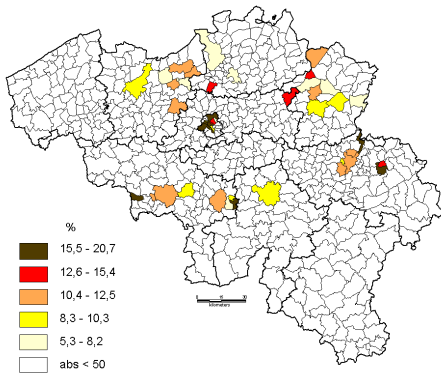 %
15,5 - 20,7
12,6 - 15,4
10,4 - 12,5
8,3 - 10,3
5,3 - 8,2
abs < 50
kilometers